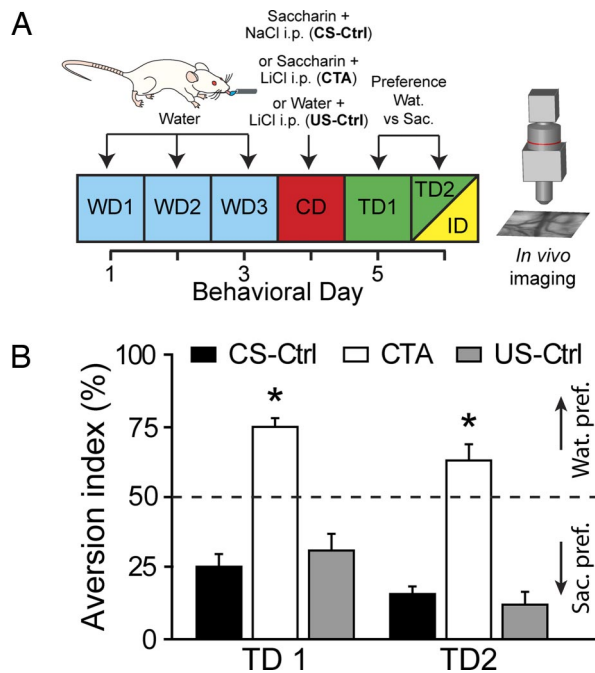 A
Saccharin +
NaCl i.p. (CS-Ctrl)
or Saccharin +
LiCl i.p. (CTA)
or Water +
LiCl i.p. (US-Ctrl)
Preference
Wat.
vs Sac.
Water
WD1 WD2 WD3 CD TD1 TD2 ID
1 3 5
Behavioral Day
In vivo
imaging
B
Aversion index (%)
100
75
50
25
0
CS-Ctrl CTA US-Ctrl
* *
Wat. pref.
Sac. pref.
TD 1 TD2